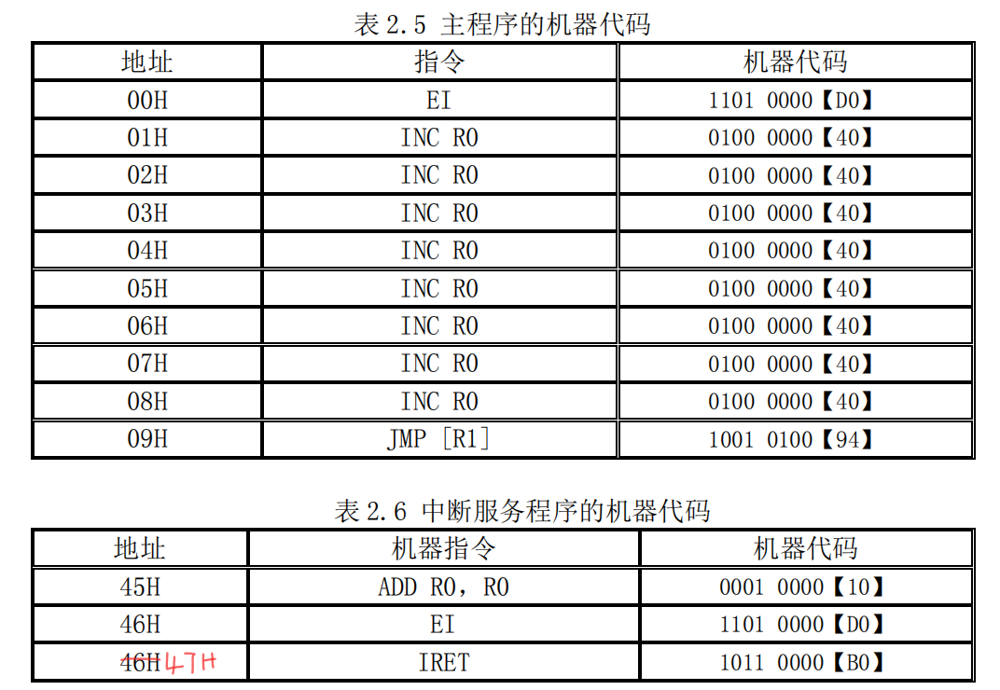 表 2.5 主程序的机器代码
地址 指令 机器代码
00H EI 1101 0000【D0】
01H INC R0 0100 0000【40】
02H INC R0 0100 0000【40】
03H INC R0 0100 0000【40】
04H INC R0 0100 0000【40】
05H INC R0 0100 0000【40】
06H INC R0 0100 0000【40】
07H INC R0 0100 0000【40】
08H INC R0 0100 0000【40】
09H JMP [R1] 1001 0100【94】
表 2.6 中断服务程序的机器代码
地址 机器指令 机器代码
45H ADD R0, R0 0001 0000【10】
46H EI 1101 0000【D0】
46H 47H IRET 1011 0000【B0】